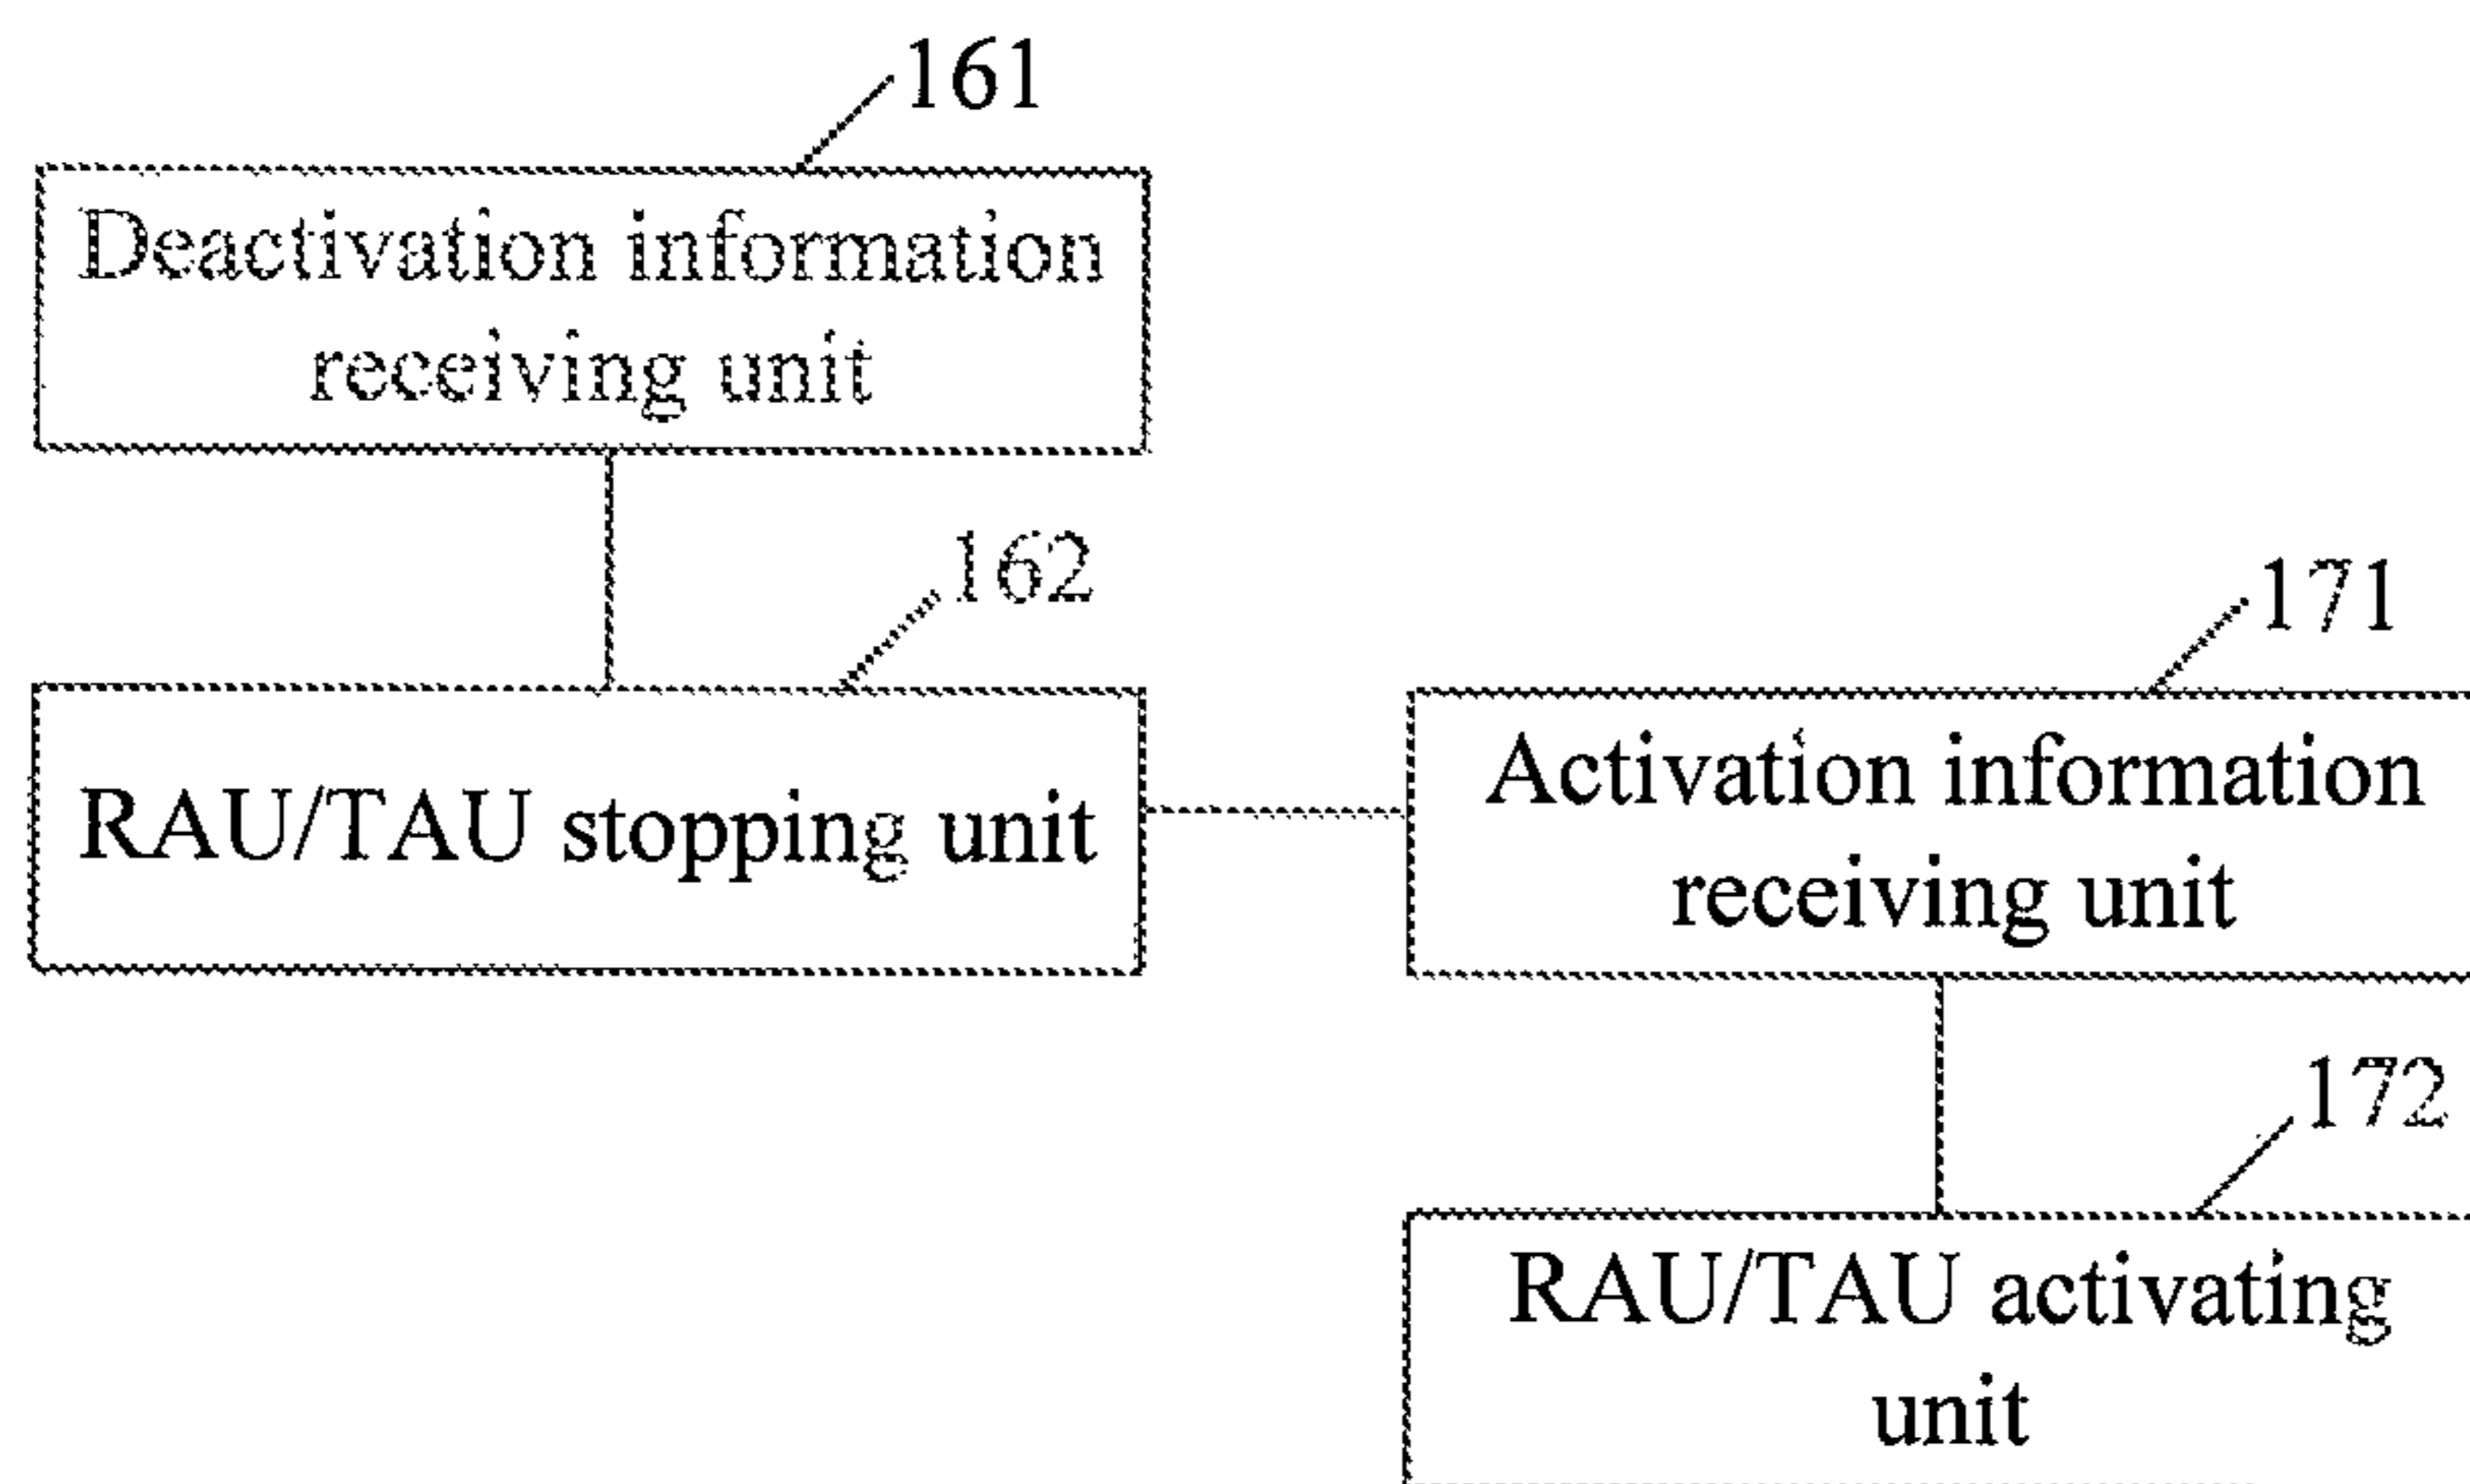 161
Deactivation information
receiving unit
162
RAU/TAU stopping unit
171
Activation information
receiving unit
172
RAU/TAU activating
unit